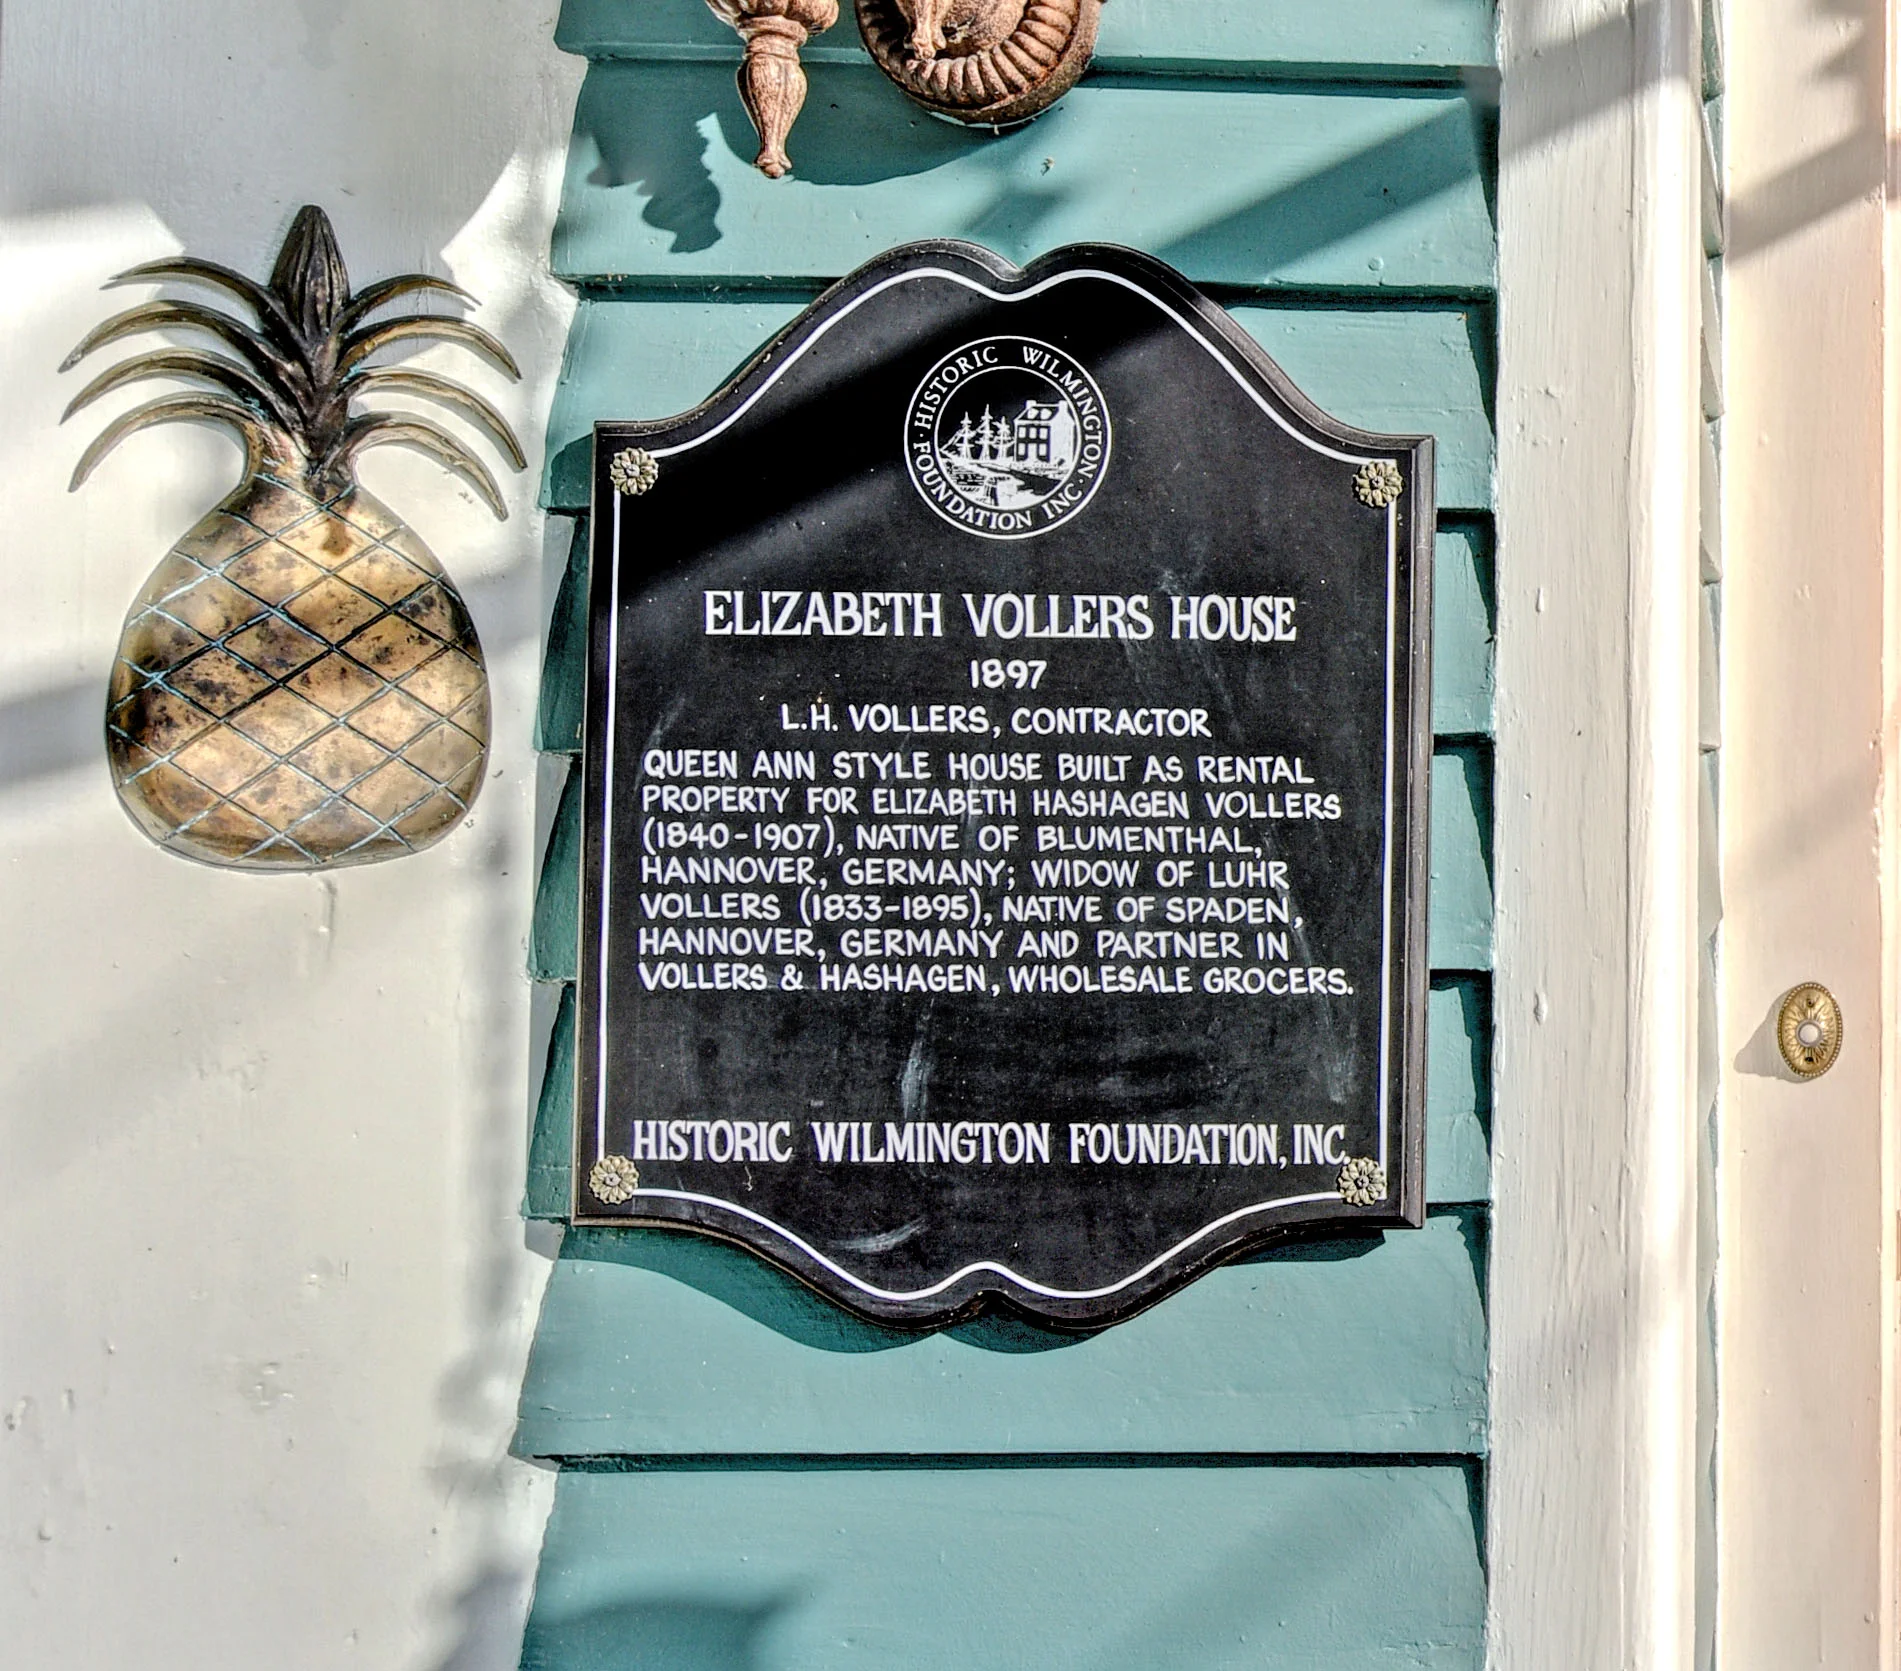 · HISTORIC WILMINGTON ·
FOUNDATION INC
ELIZABETH VOLLERS HOUSE
1897
L.H. VOLLERS, CONTRACTOR
QUEEN ANN STYLE HOUSE BUILT AS RENTAL
PROPERTY FOR ELIZABETH HASHAGEN VOLLERS
(1840-1907), NATIVE OF BLUMENTHAL,
HANNOVER, GERMANY; WIDOW OF LUHR
VOLLERS (1833-1895), NATIVE OF SPADEN,
HANNOVER, GERMANY AND PARTNER IN
VOLLERS & HASHAGEN, WHOLESALE GROCERS.
HISTORIC WILMINGTON FOUNDATION, INC.